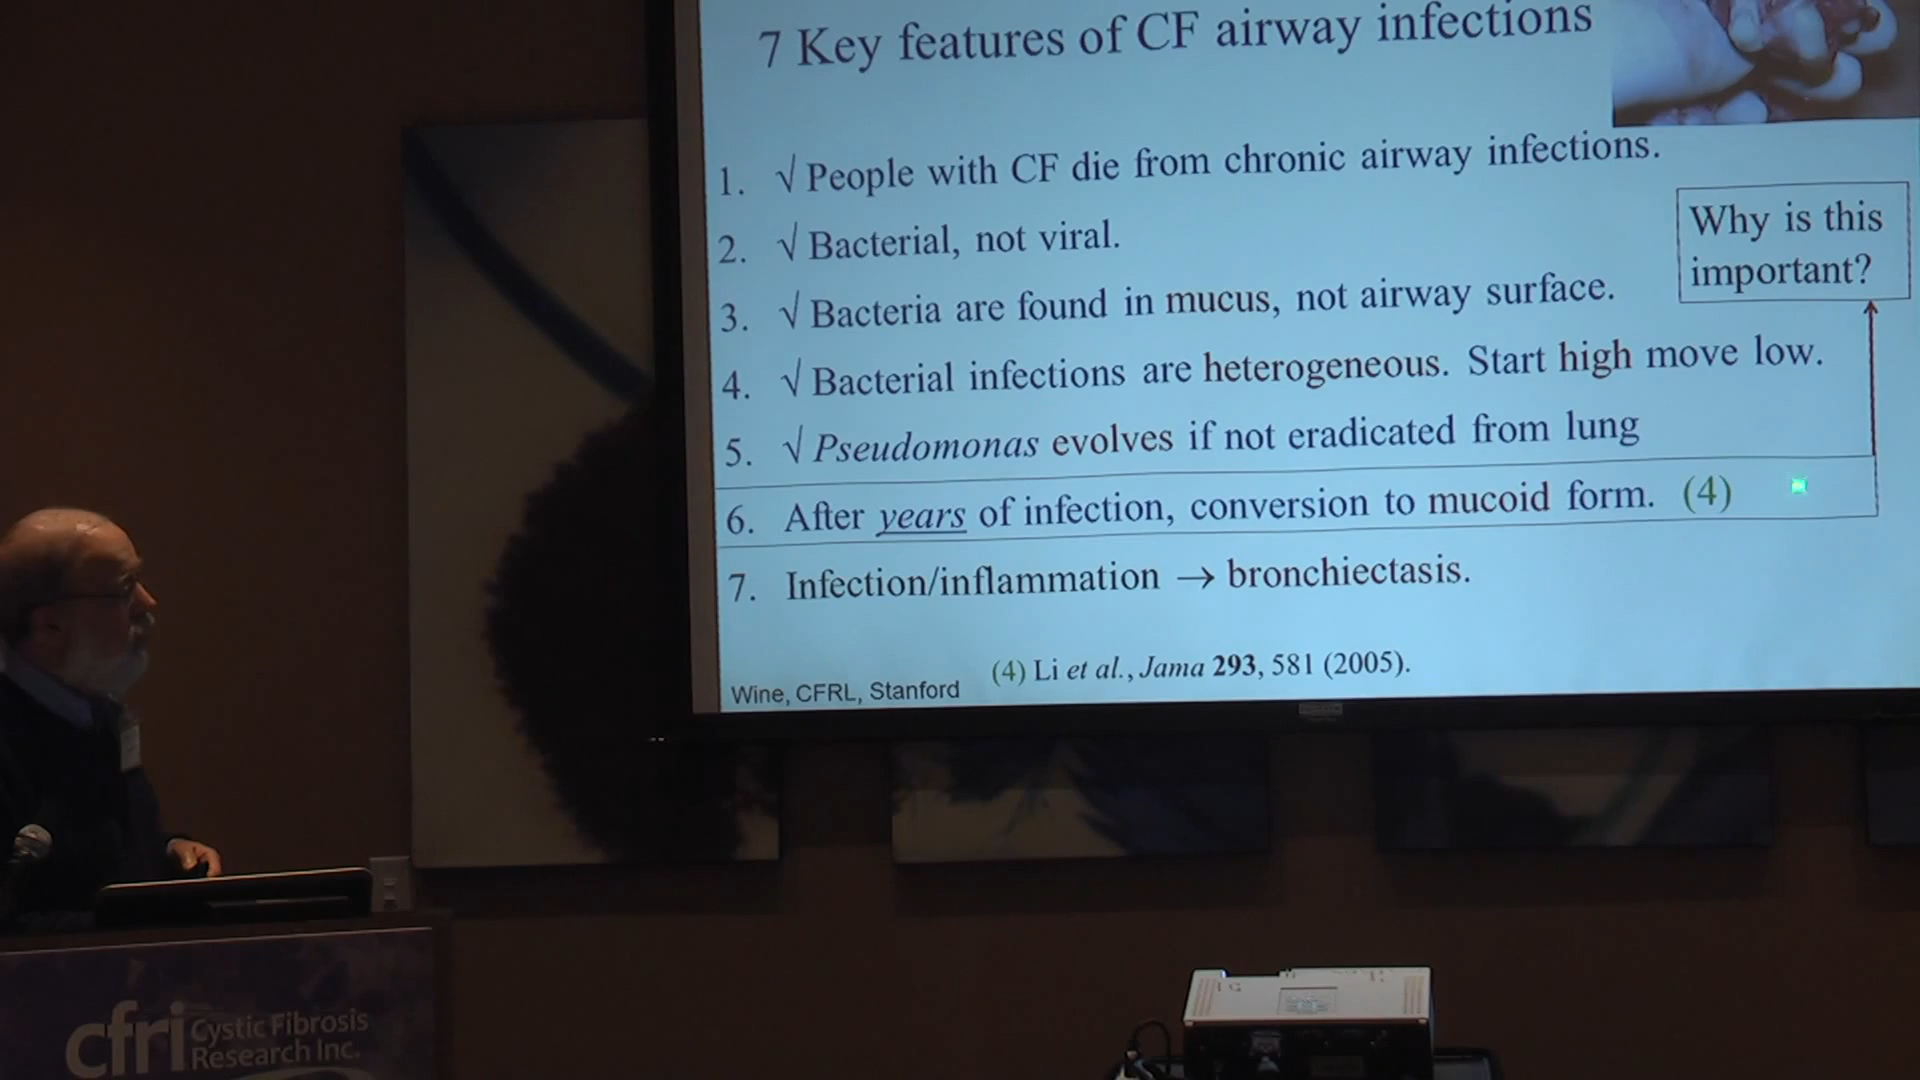 7 Key features of CF airway infections
1. √ People with CF die from chronic airway infections.
2. √ Bacterial, not viral.
3. √ Bacteria are found in mucus, not airway surface.
4. √ Bacterial infections are heterogeneous. Start high move low.
5. √ Pseudomonas evolves if not eradicated from lung
6. After years of infection, conversion to mucoid form. (4)
7. Infection/inflammation → bronchiectasis.
Why is this
important?
(4) Li et al., Jama 293, 581 (2005).
Wine, CFRL, Stanford
cfri Cystic Fibrosis
Research Inc.